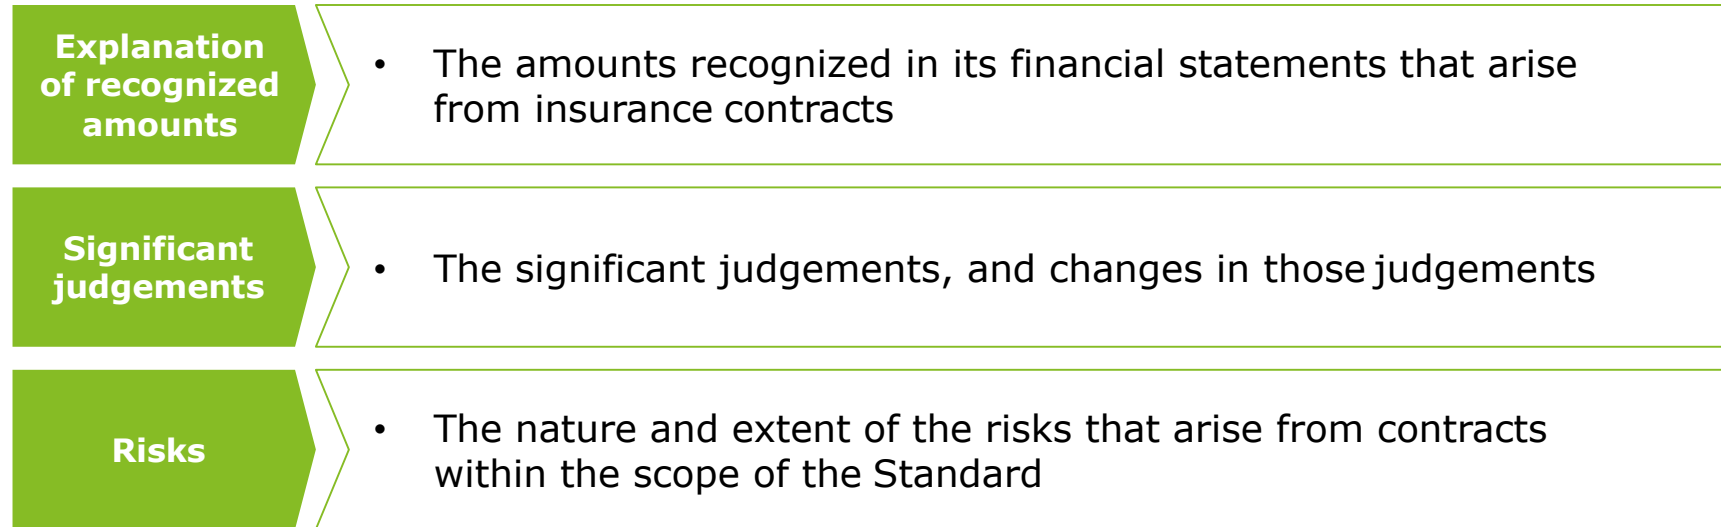 Explanation
of recognized
amounts
• The amounts recognized in its financial statements that arise
from insurance contracts
Significant
judgements
• The significant judgements, and changes in those judgements
Risks
• The nature and extent of the risks that arise from contracts
within the scope of the Standard